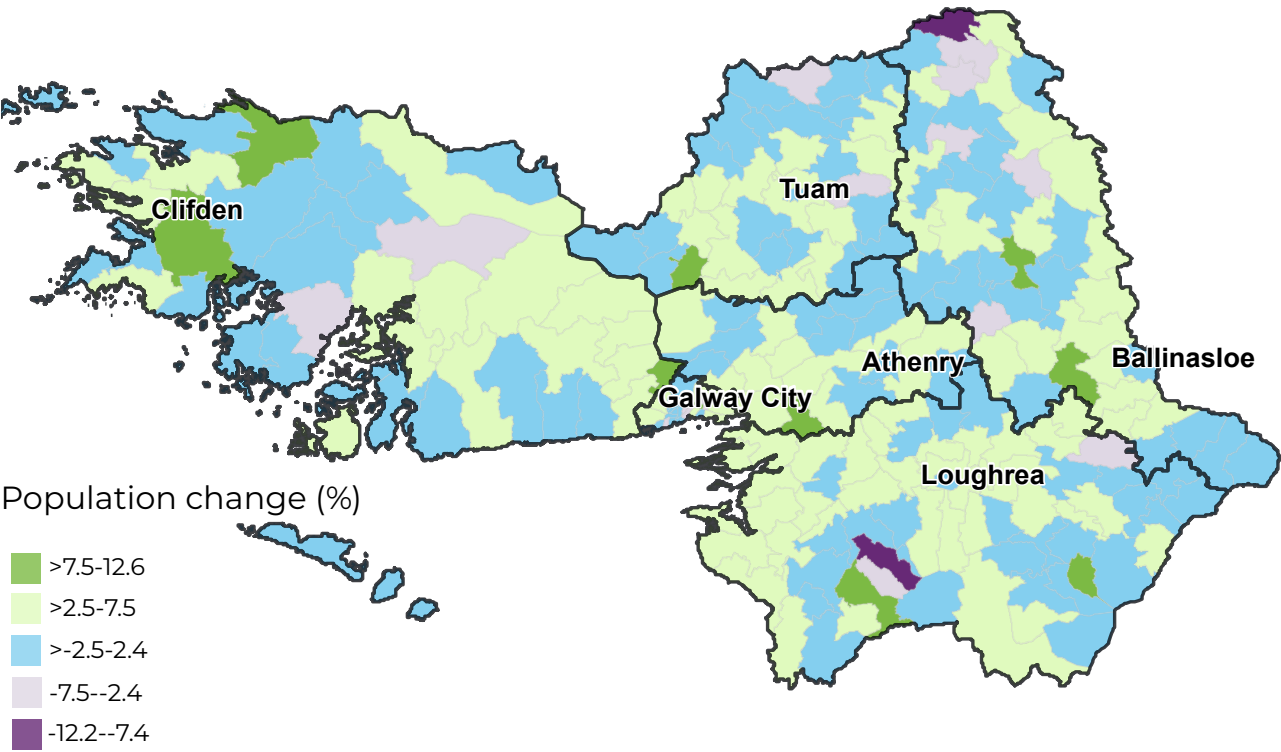 Tuam
Clifden
Ballinasloe
Athenry
Galway City
Loughrea
Population change (%)
>7.5-12.6
>2.5-7.5
>-2.5-2.4
-7.5--2.4
-12.2--7.4